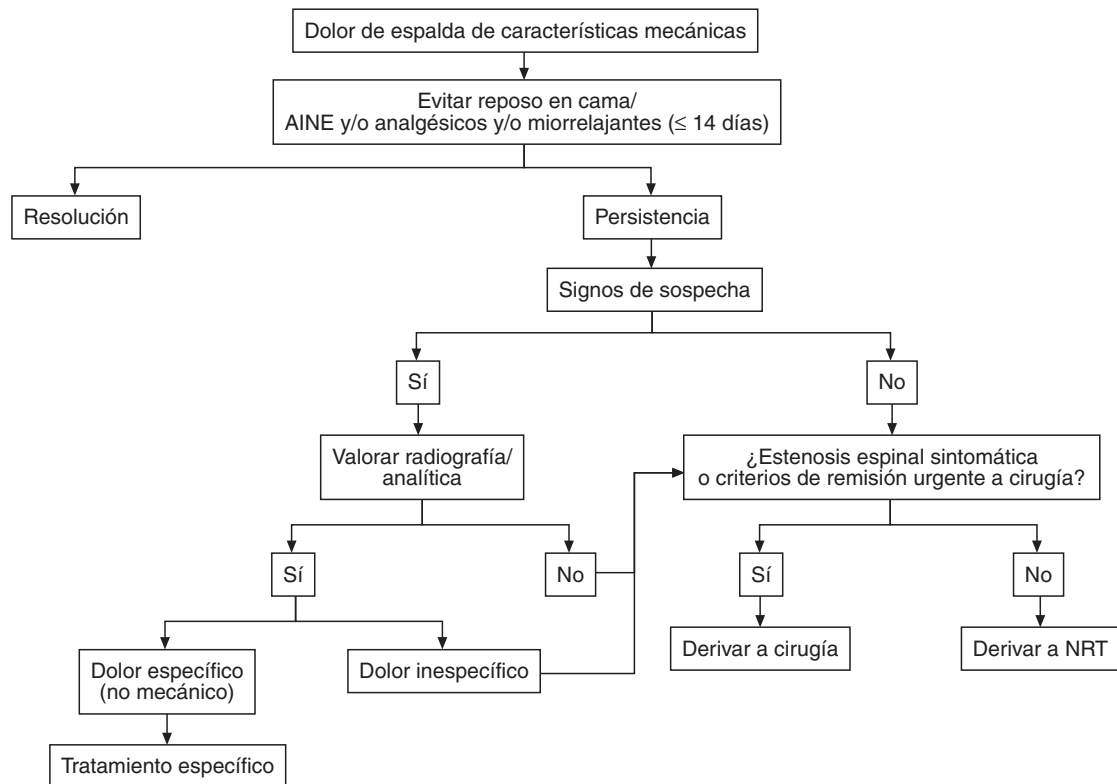 Dolor de espalda de características mecánicas
Evitar reposo en cama/
AINE y/o analgésicos y/o miorrelajantes (≤ 14 días)
Resolución
Persistencia
Signos de sospecha
Sí
No
Valorar radiografía/
analítica
¿Estenosis espinal sintomática
o criterios de remisión urgente a cirugía?
Sí
No
Sí
No
Dolor específico
(no mecánico)
Dolor inespecífico
Derivar a cirugía
Derivar a NRT
Tratamiento específico